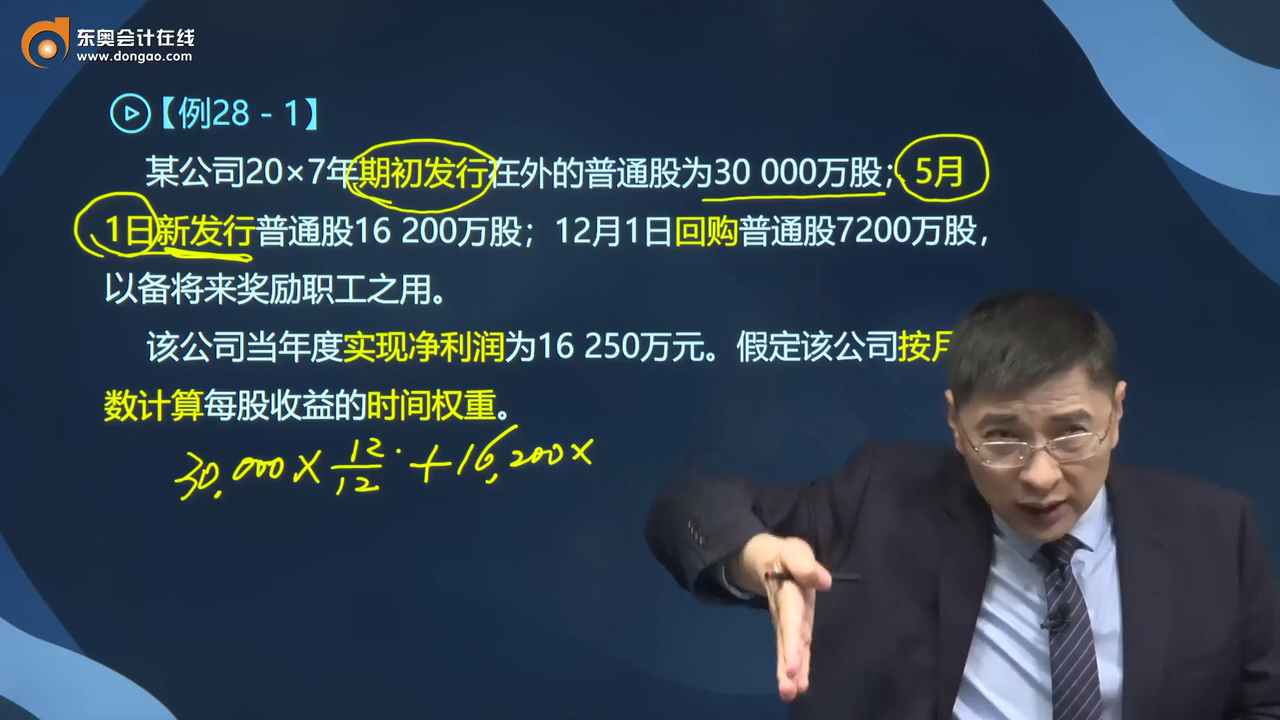 东奥会计在线
www.dongao.com
【例28－1】
某公司20×7年期初发行在外的普通股为30 000万股；5月
1日新发行普通股16 200万股；12月1日回购普通股7200万股，
以备将来奖励职工之用。
该公司当年度实现净利润为16 250万元。假定该公司按月
数计算每股收益的时间权重。
30,000×12/12+16,200×